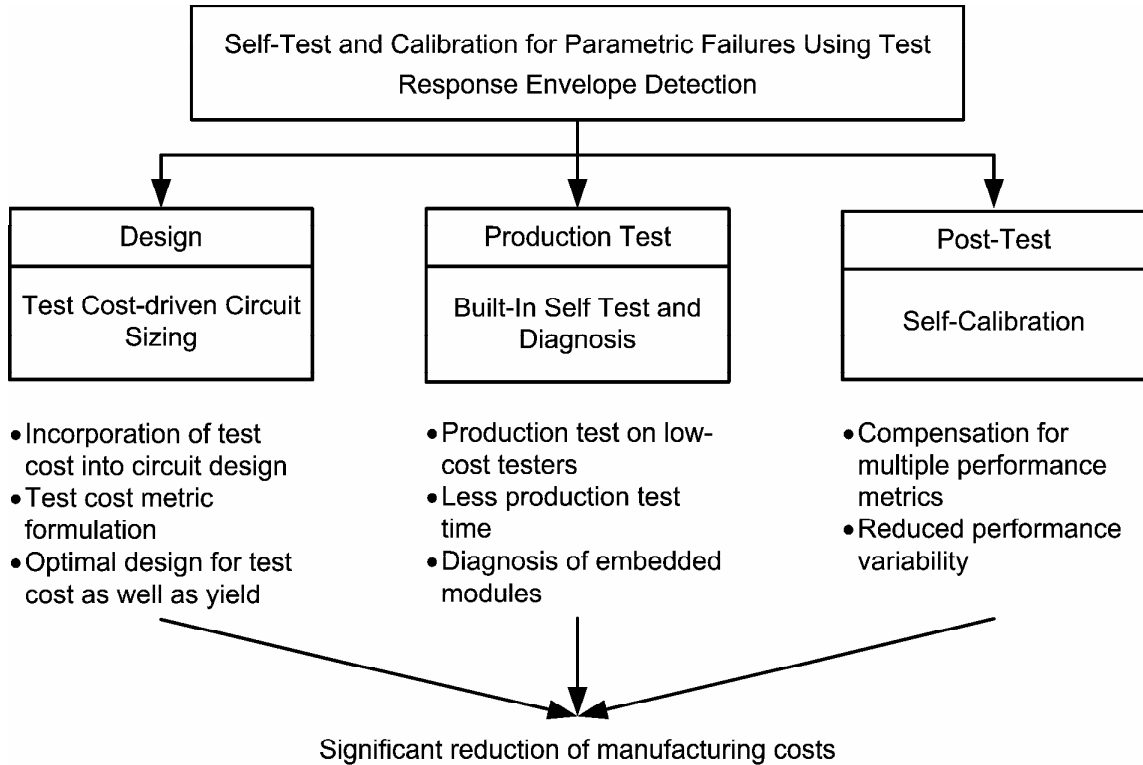 Self-Test and Calibration for Parametric Failures Using Test
Response Envelope Detection
Design
Test Cost-driven Circuit
Sizing
Production Test
Built-In Self Test and
Diagnosis
Post-Test
Self-Calibration
•Incorporation of test
cost into circuit design
•Test cost metric
formulation
•Optimal design for test
cost as well as yield
•Production test on low-
cost testers
•Less production test
time
•Diagnosis of embedded
modules
•Compensation for
multiple performance
metrics
•Reduced performance
variability
Significant reduction of manufacturing costs